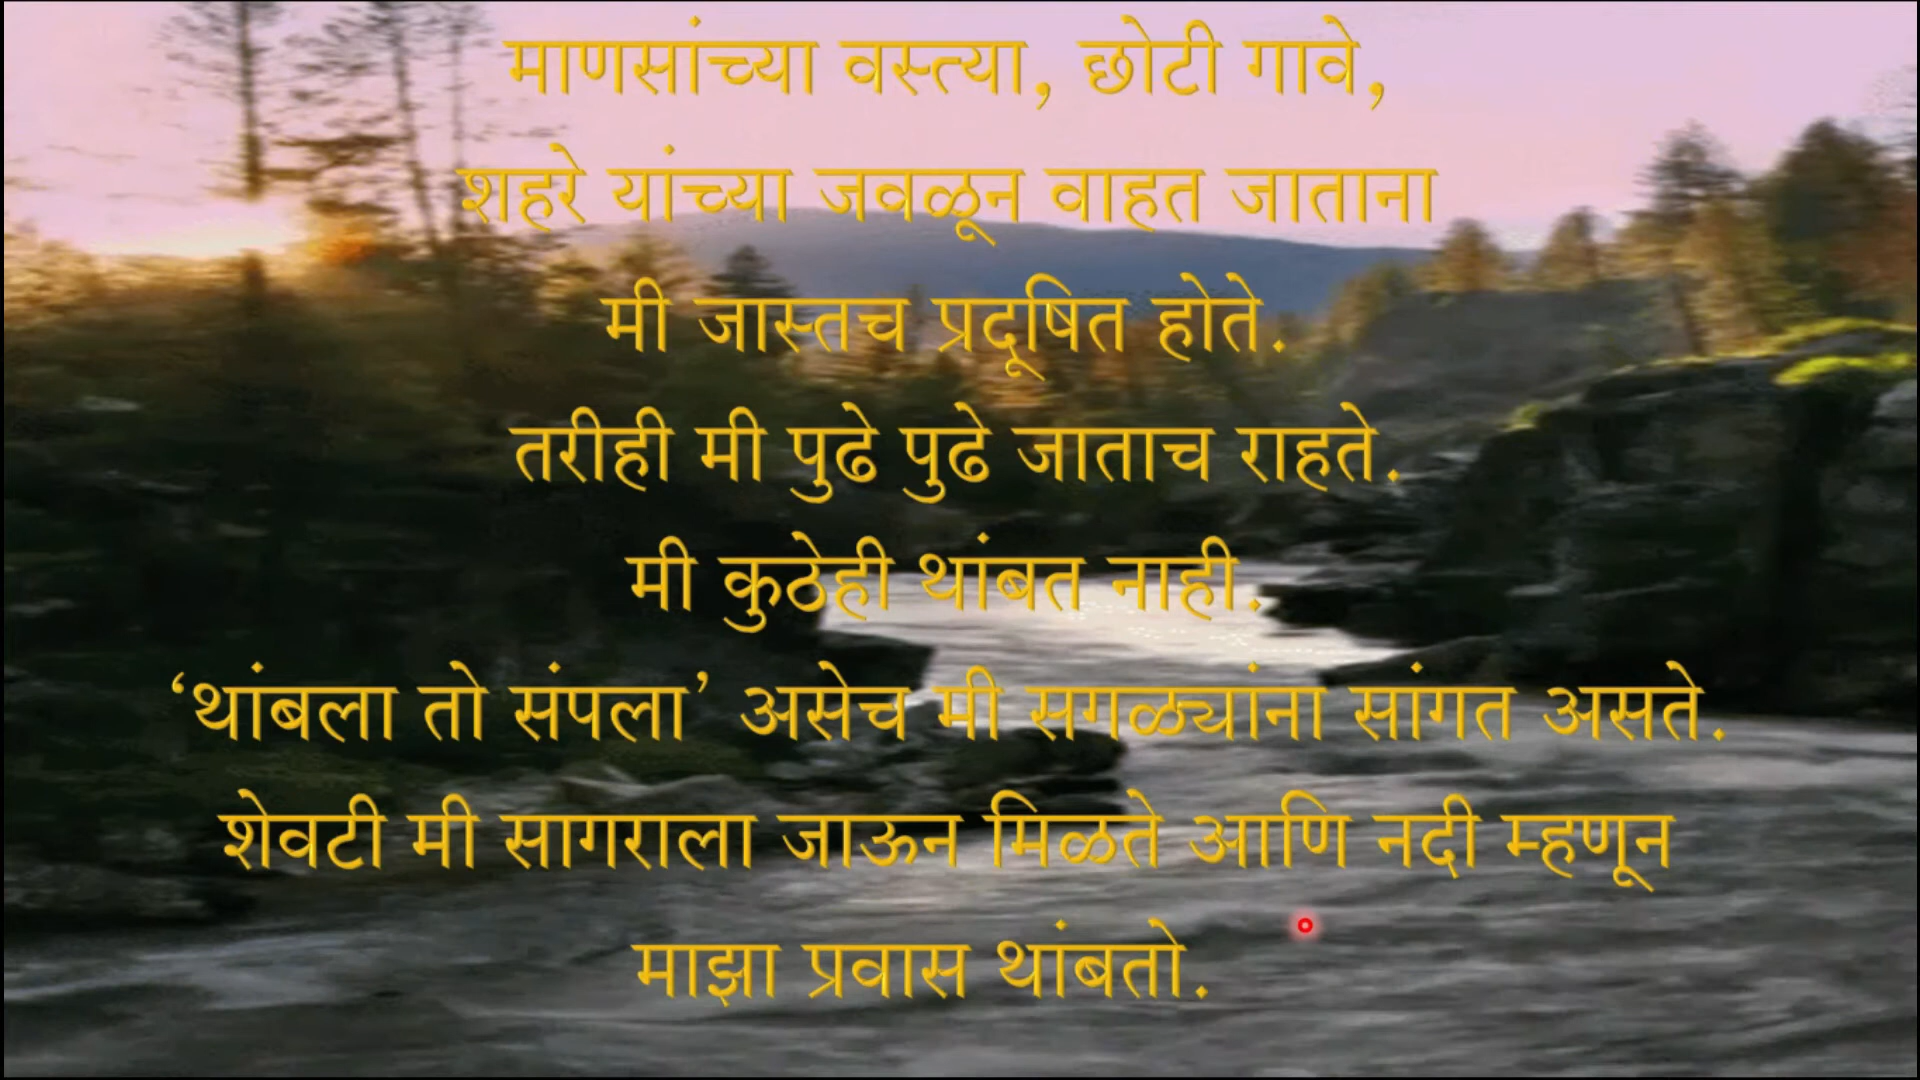 माणसांच्या वस्त्या, छोटी गावे,
शहरे यांच्या जवळून वाहत जाताना
मी जास्तच प्रदूषित होते.
तरीही मी पुढे पुढे जाताच राहते.
मी कुठेही थांबत नाही.
‘थांबला तो संपला’ असेच मी सगळ्यांना सांगत असते.
शेवटी मी सागराला जाऊन मिळते आणि नदी म्हणून
माझा प्रवास थांबतो.